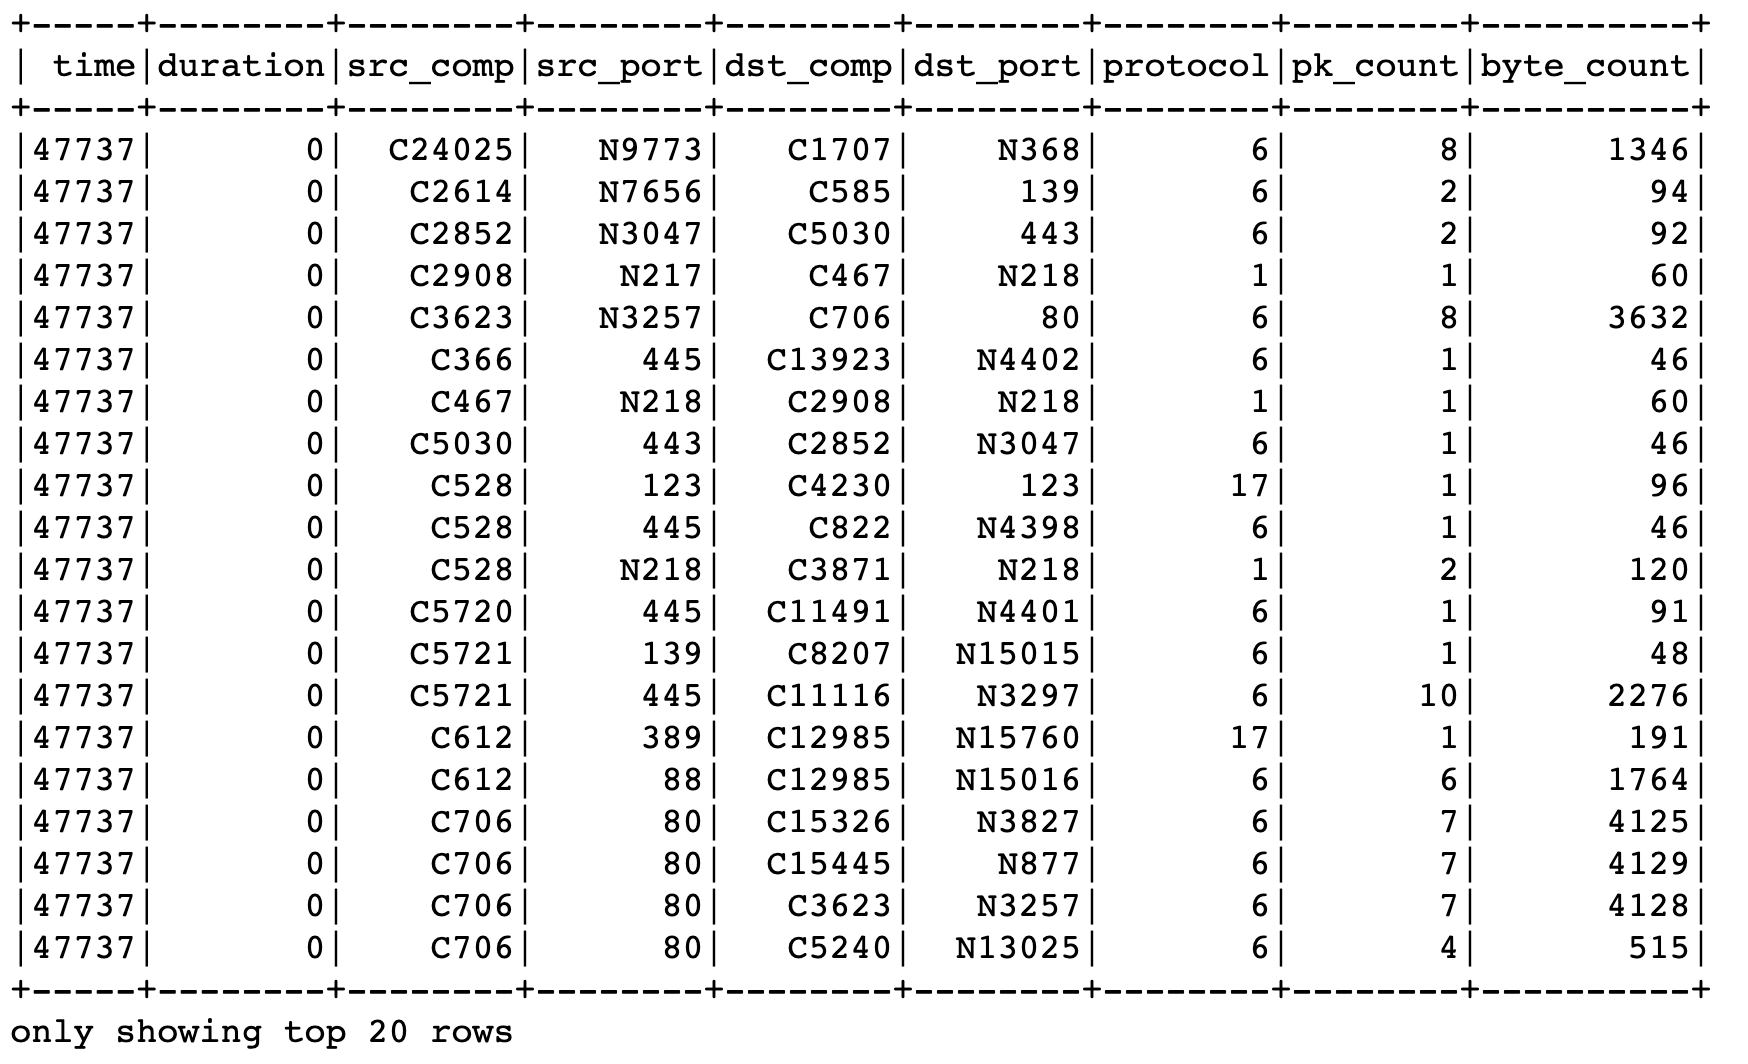 +-----+--------+--------+--------+--------+--------+--------+--------+----------+
| time|duration|src_comp|src_port|dst_comp|dst_port|protocol|pk_count|byte_count|
+-----+--------+--------+--------+--------+--------+--------+--------+----------+
|47737|       0|  C24025|   N9773|   C1707|    N368|       6|       8|      1346|
|47737|       0|   C2614|   N7656|    C585|     139|       6|       2|        94|
|47737|       0|   C2852|   N3047|   C5030|     443|       6|       2|        92|
|47737|       0|   C2908|    N217|    C467|    N218|       1|       1|        60|
|47737|       0|   C3623|   N3257|    C706|      80|       6|       8|      3632|
|47737|       0|    C366|     445|  C13923|   N4402|       6|       1|        46|
|47737|       0|    C467|    N218|   C2908|    N218|       1|       1|        60|
|47737|       0|   C5030|     443|   C2852|   N3047|       6|       1|        46|
|47737|       0|    C528|     123|   C4230|     123|      17|       1|        96|
|47737|       0|    C528|     445|    C822|   N4398|       6|       1|        46|
|47737|       0|    C528|    N218|   C3871|    N218|       1|       2|       120|
|47737|       0|   C5720|     445|  C11491|   N4401|       6|       1|        91|
|47737|       0|   C5721|     139|   C8207|  N15015|       6|       1|        48|
|47737|       0|   C5721|     445|  C11116|   N3297|       6|      10|      2276|
|47737|       0|    C612|     389|  C12985|  N15760|      17|       1|       191|
|47737|       0|    C612|      88|  C12985|  N15016|       6|       6|      1764|
|47737|       0|    C706|      80|  C15326|   N3827|       6|       7|      4125|
|47737|       0|    C706|      80|  C15445|    N877|       6|       7|      4129|
|47737|       0|    C706|      80|   C3623|   N3257|       6|       7|      4128|
|47737|       0|    C706|      80|   C5240|  N13025|       6|       4|       515|
+-----+--------+--------+--------+--------+--------+--------+--------+----------+
only showing top 20 rows